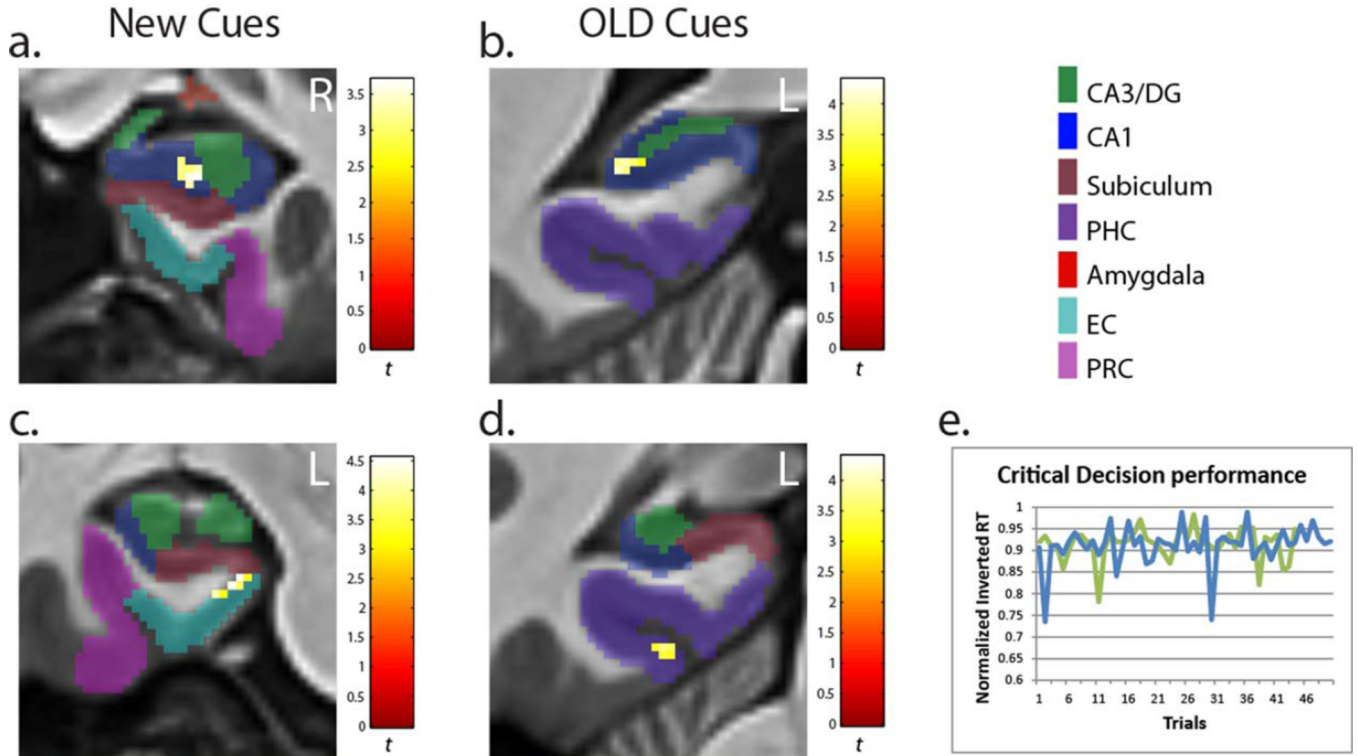 New Cues
OLD Cues
a.
R
3.5
3
2.5
2
1.5
1
0.5
0
t
b.
L
4
3.5
3
2.5
2
1.5
1
0.5
0
t
CA3/DG
CA1
Subiculum
PHC
Amygdala
EC
PRC
c.
L
4.5
4
3.5
3
2.5
2
1.5
1
0.5
0
t
d.
L
4
3.5
3
2.5
2
1.5
1
0.5
0
t
e.
Critical Decision performance
Normalized Inverted RT
1
0.95
0.9
0.85
0.8
0.75
0.7
0.65
0.6
1 6 11 16 21 26 31 36 41 46
Trials